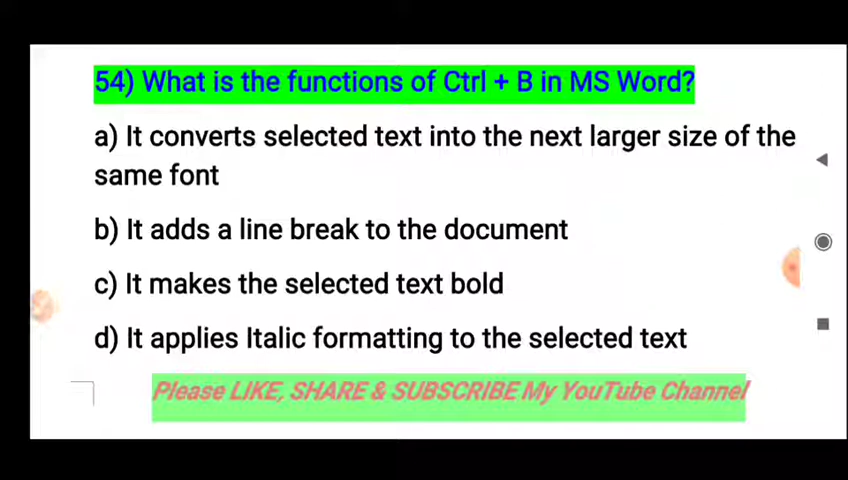 54) What is the functions of Ctrl + B in MS Word?
a) It converts selected text into the next larger size of the
same font
b) It adds a line break to the document
c) It makes the selected text bold
d) It applies Italic formatting to the selected text
Please LIKE, SHARE & SUBSCRIBE My YouTube Channel